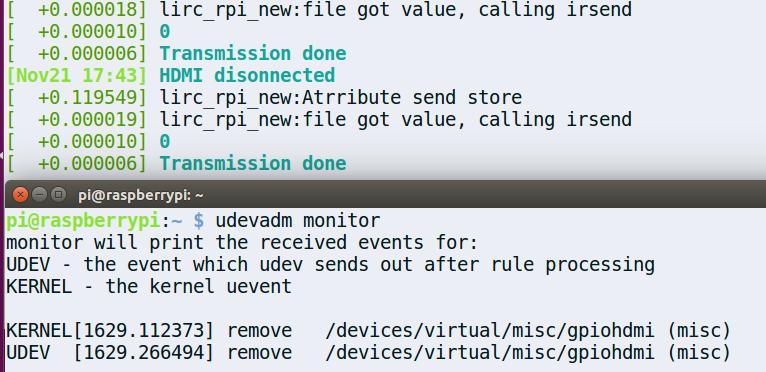 [  +0.000018] lirc_rpi_new:file got value, calling irsend
[  +0.000010] 0
[  +0.000006] Transmission done
[Nov21 17:43] HDMI disonnected
[  +0.119549] lirc_rpi_new:Atrribute send store
[  +0.000019] lirc_rpi_new:file got value, calling irsend
[  +0.000010] 0
[  +0.000006] Transmission done
pi@raspberrypi: ~
pi@raspberrypi:~ $ udevadm monitor
monitor will print the received events for:
UDEV - the event which udev sends out after rule processing
KERNEL - the kernel uevent
KERNEL[1629.112373] remove   /devices/virtual/misc/gpiohdmi (misc)
UDEV  [1629.266494] remove   /devices/virtual/misc/gpiohdmi (misc)